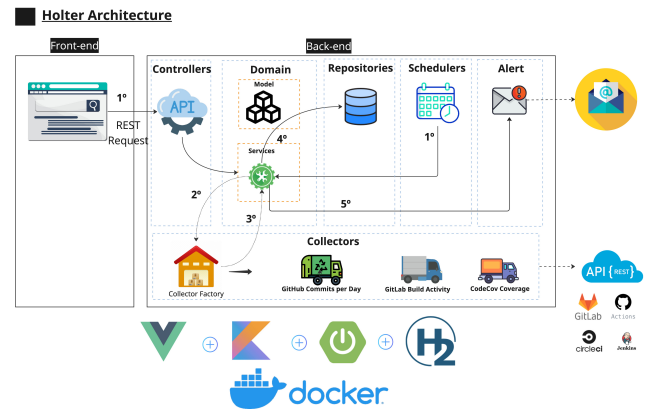 Holter Architecture
Front-end
Back-end
Controllers
Domain
Repositories
Schedulers
Alert
Model
1º
REST
Request
API
4º
Services
1º
@
2º
3º
5º
Collectors
Collector Factory
GitHub Commits per Day
GitLab Build Activity
CodeCov Coverage
API {REST}
GitLab
Actions
circleci
Jenkins
H2
docker